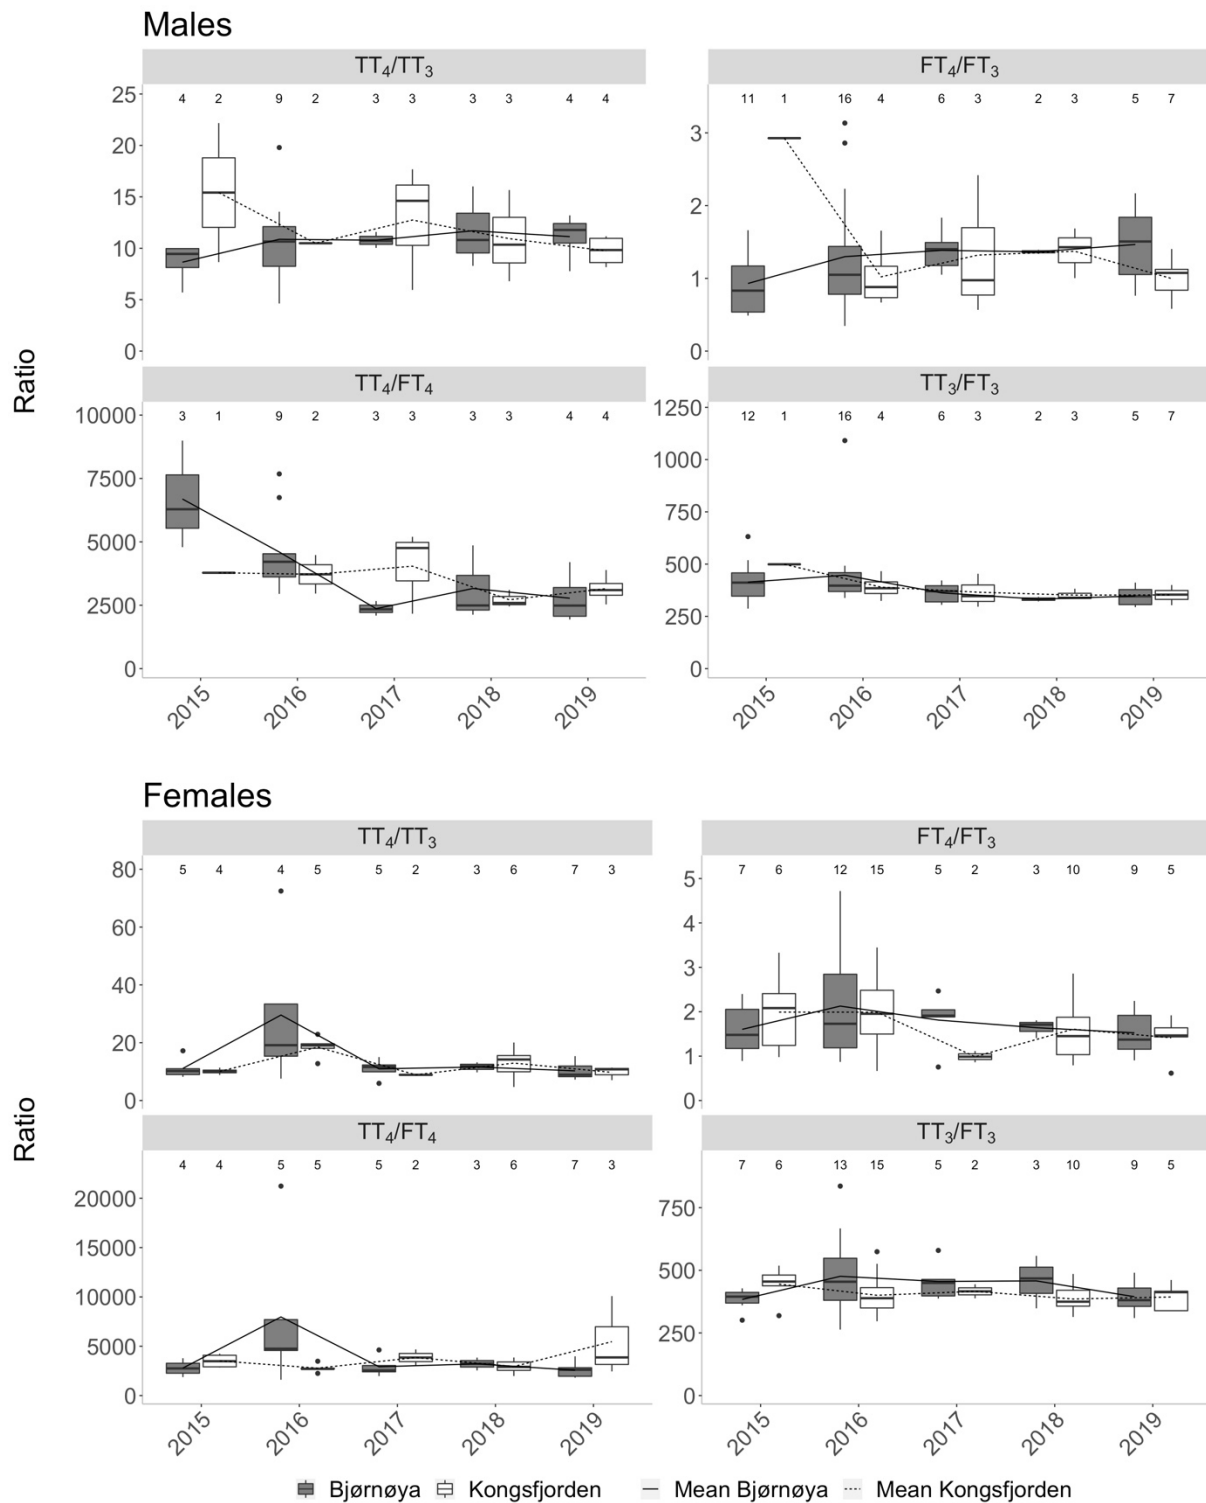 Males
TT₄/TT₃ FT₄/FT₃
4 2 9 2 3 3 3 3 4 4 11 1 16 4 6 3 2 3 5 7
25
20
15
10
5
0
3
2
1
0
Ratio
TT₄/FT₄ TT₃/FT₃
3 1 9 2 3 3 3 3 4 4 12 1 16 4 6 3 2 3 5 7
10000
7500
5000
2500
0
1250
1000
750
500
250
0
2015 2016 2017 2018 2019 2015 2016 2017 2018 2019
Females
TT₄/TT₃ FT₄/FT₃
5 4 4 5 5 2 3 6 7 3 7 6 12 15 5 2 3 10 9 5
80
60
40
20
0
5
4
3
2
1
0
Ratio
TT₄/FT₄ TT₃/FT₃
4 4 5 5 5 2 3 6 7 3 7 6 13 15 5 2 3 10 9 5
20000
15000
10000
5000
0
750
500
250
0
2015 2016 2017 2018 2019 2015 2016 2017 2018 2019
Bjørnøya Kongsfjorden Mean Bjørnøya Mean Kongsfjorden